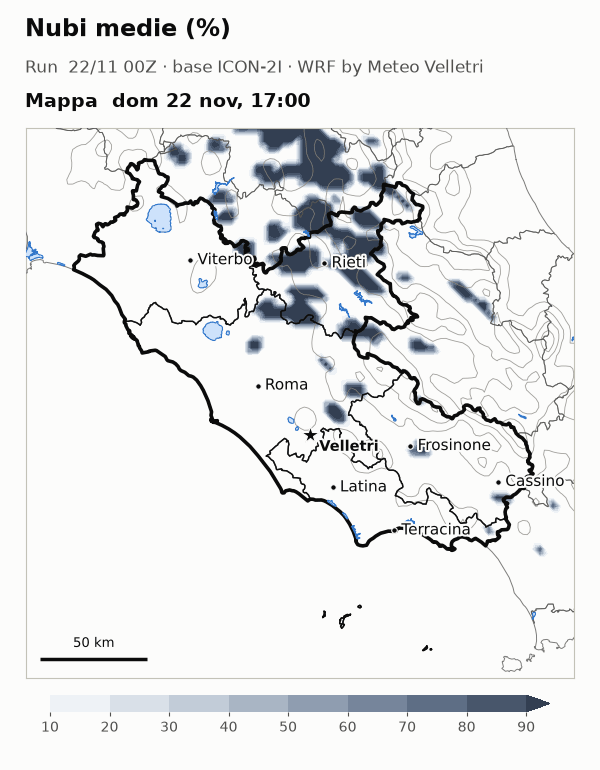 Nubi medie (%)
Run  22/11 00Z · base ICON-2I · WRF by Meteo Velletri
Mappa  dom 22 nov, 17:00
Viterbo
Rieti
Roma
Velletri
Frosinone
Latina
Cassino
Terracina
50 km
10 20 30 40 50 60 70 80 90